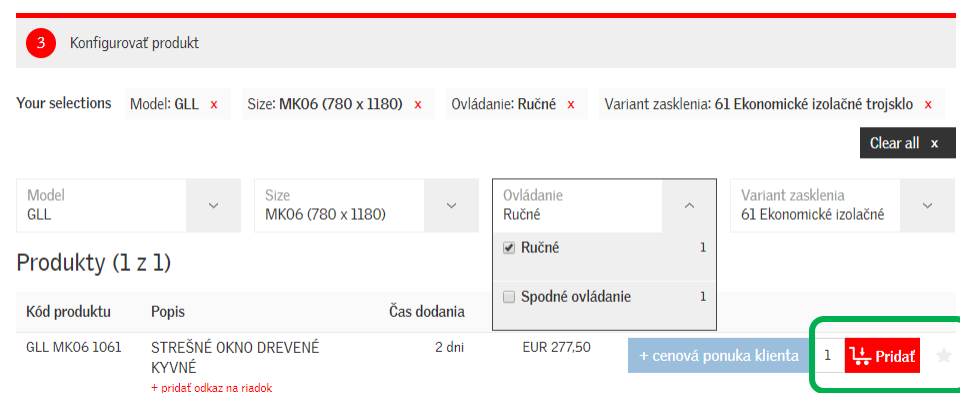 3 Konfigurovať produkt
Your selections Model: GLL x Size: MK06 (780 x 1180) x Ovládanie: Ručné x Variant zasklenia: 61 Ekonomické izolačné trojsklo x
Clear all x
Model Size Ovládanie Variant zasklenia
GLL MK06 (780 x 1180) Ručné 61 Ekonomické izolačné
Ručné 1
Produkty (1 z 1)
Spodné ovládanie 1
Kód produktu Popis Čas dodania
GLL MK06 1061 STREŠNÉ OKNO DREVENÉ 2 dni EUR 277,50 + cenová ponuka klienta 1 Pridať
KYVNÉ
+ pridať odkaz na riadok